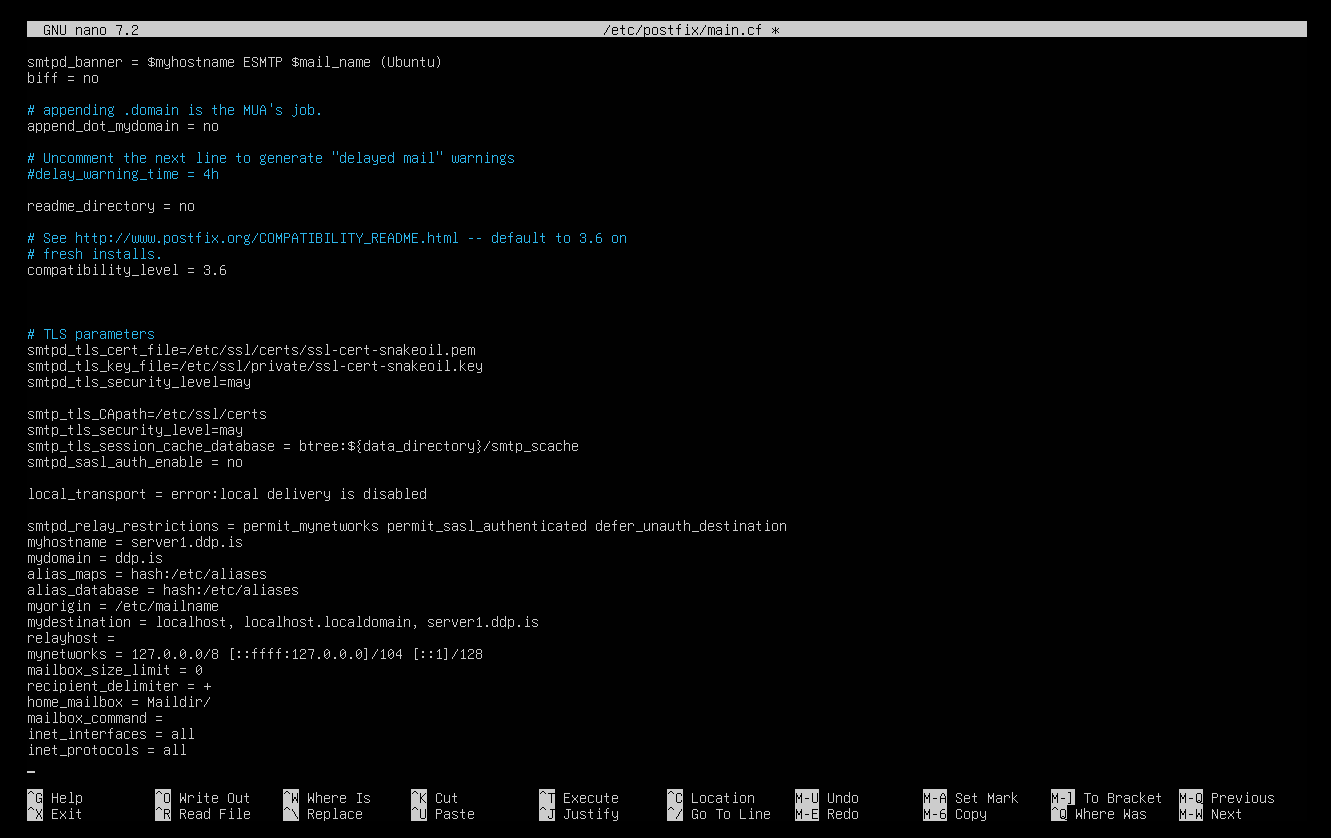 GNU nano 7.2 /etc/postfix/main.cf *
smtpd_banner = $myhostname ESMTP $mail_name (Ubuntu)
biff = no
# appending .domain is the MUA's job.
append_dot_mydomain = no
# Uncomment the next line to generate "delayed mail" warnings
#delay_warning_time = 4h
readme_directory = no
# See http://www.postfix.org/COMPATIBILITY_README.html -- default to 3.6 on
# fresh installs.
compatibility_level = 3.6
# TLS parameters
smtpd_tls_cert_file=/etc/ssl/certs/ssl-cert-snakeoil.pem
smtpd_tls_key_file=/etc/ssl/private/ssl-cert-snakeoil.key
smtpd_tls_security_level=may
smtp_tls_CApath=/etc/ssl/certs
smtp_tls_security_level=may
smtp_tls_session_cache_database = btree:${data_directory}/smtp_scache
smtpd_sasl_auth_enable = no
local_transport = error:local delivery is disabled
smtpd_relay_restrictions = permit_mynetworks permit_sasl_authenticated defer_unauth_destination
myhostname = server1.ddp.is
mydomain = ddp.is
alias_maps = hash:/etc/aliases
alias_database = hash:/etc/aliases
myorigin = /etc/mailname
mydestination = localhost, localhost.localdomain, server1.ddp.is
relayhost =
mynetworks = 127.0.0.0/8 [::ffff:127.0.0.0]/104 [::1]/128
mailbox_size_limit = 0
recipient_delimiter = +
home_mailbox = Maildir/
mailbox_command =
inet_interfaces = all
inet_protocols = all
^G Help ^O Write Out ^W Where Is ^K Cut ^T Execute ^C Location M-U Undo M-A Set Mark M-] To Bracket M-Q Previous
^X Exit ^R Read File ^\ Replace ^U Paste ^J Justify ^/ Go To Line M-E Redo M-6 Copy ^Q Where Was M-W Next